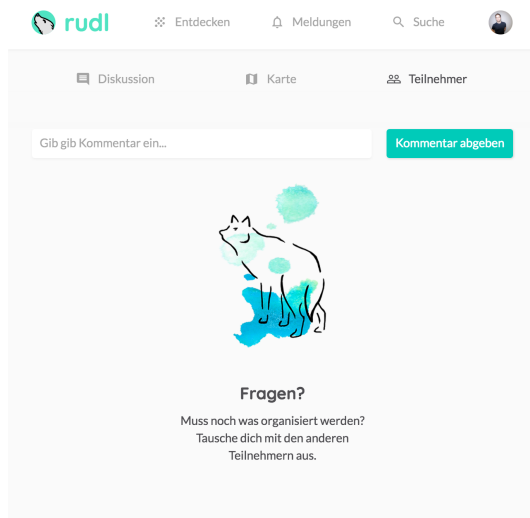 rudl
Entdecken
Meldungen
Suche
Diskussion
Karte
Teilnehmer
Gib gib Kommentar ein...
Kommentar abgeben
Fragen?
Muss noch was organisiert werden?
Tausche dich mit den anderen
Teilnehmern aus.